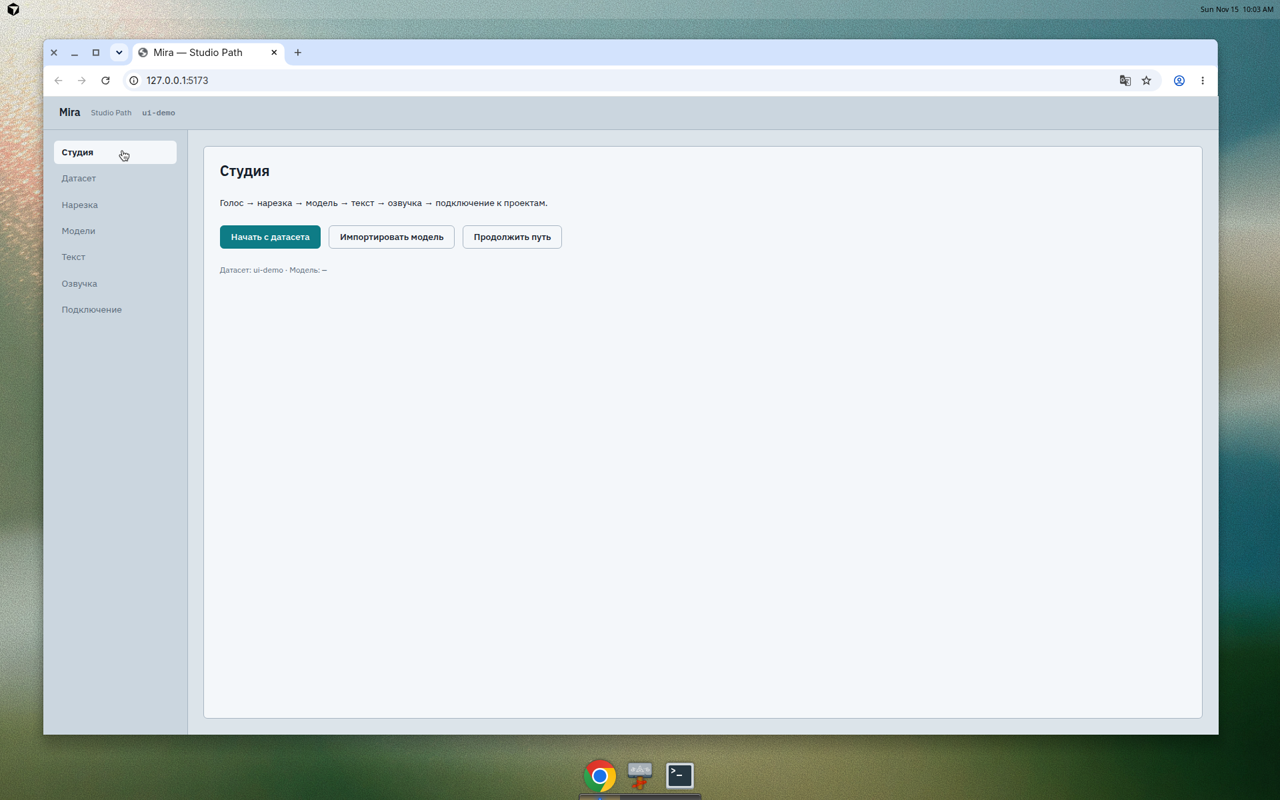 Sun Nov 15 10:03 AM
Mira — Studio Path
127.0.0.1:5173
Mira Studio Path ui-demo
Студия
Датасет
Нарезка
Модели
Текст
Озвучка
Подключение
Студия
Голос → нарезка → модель → текст → озвучка → подключение к проектам.
Начать с датасета Импортировать модель Продолжить путь
Датасет: ui-demo · Модель: —